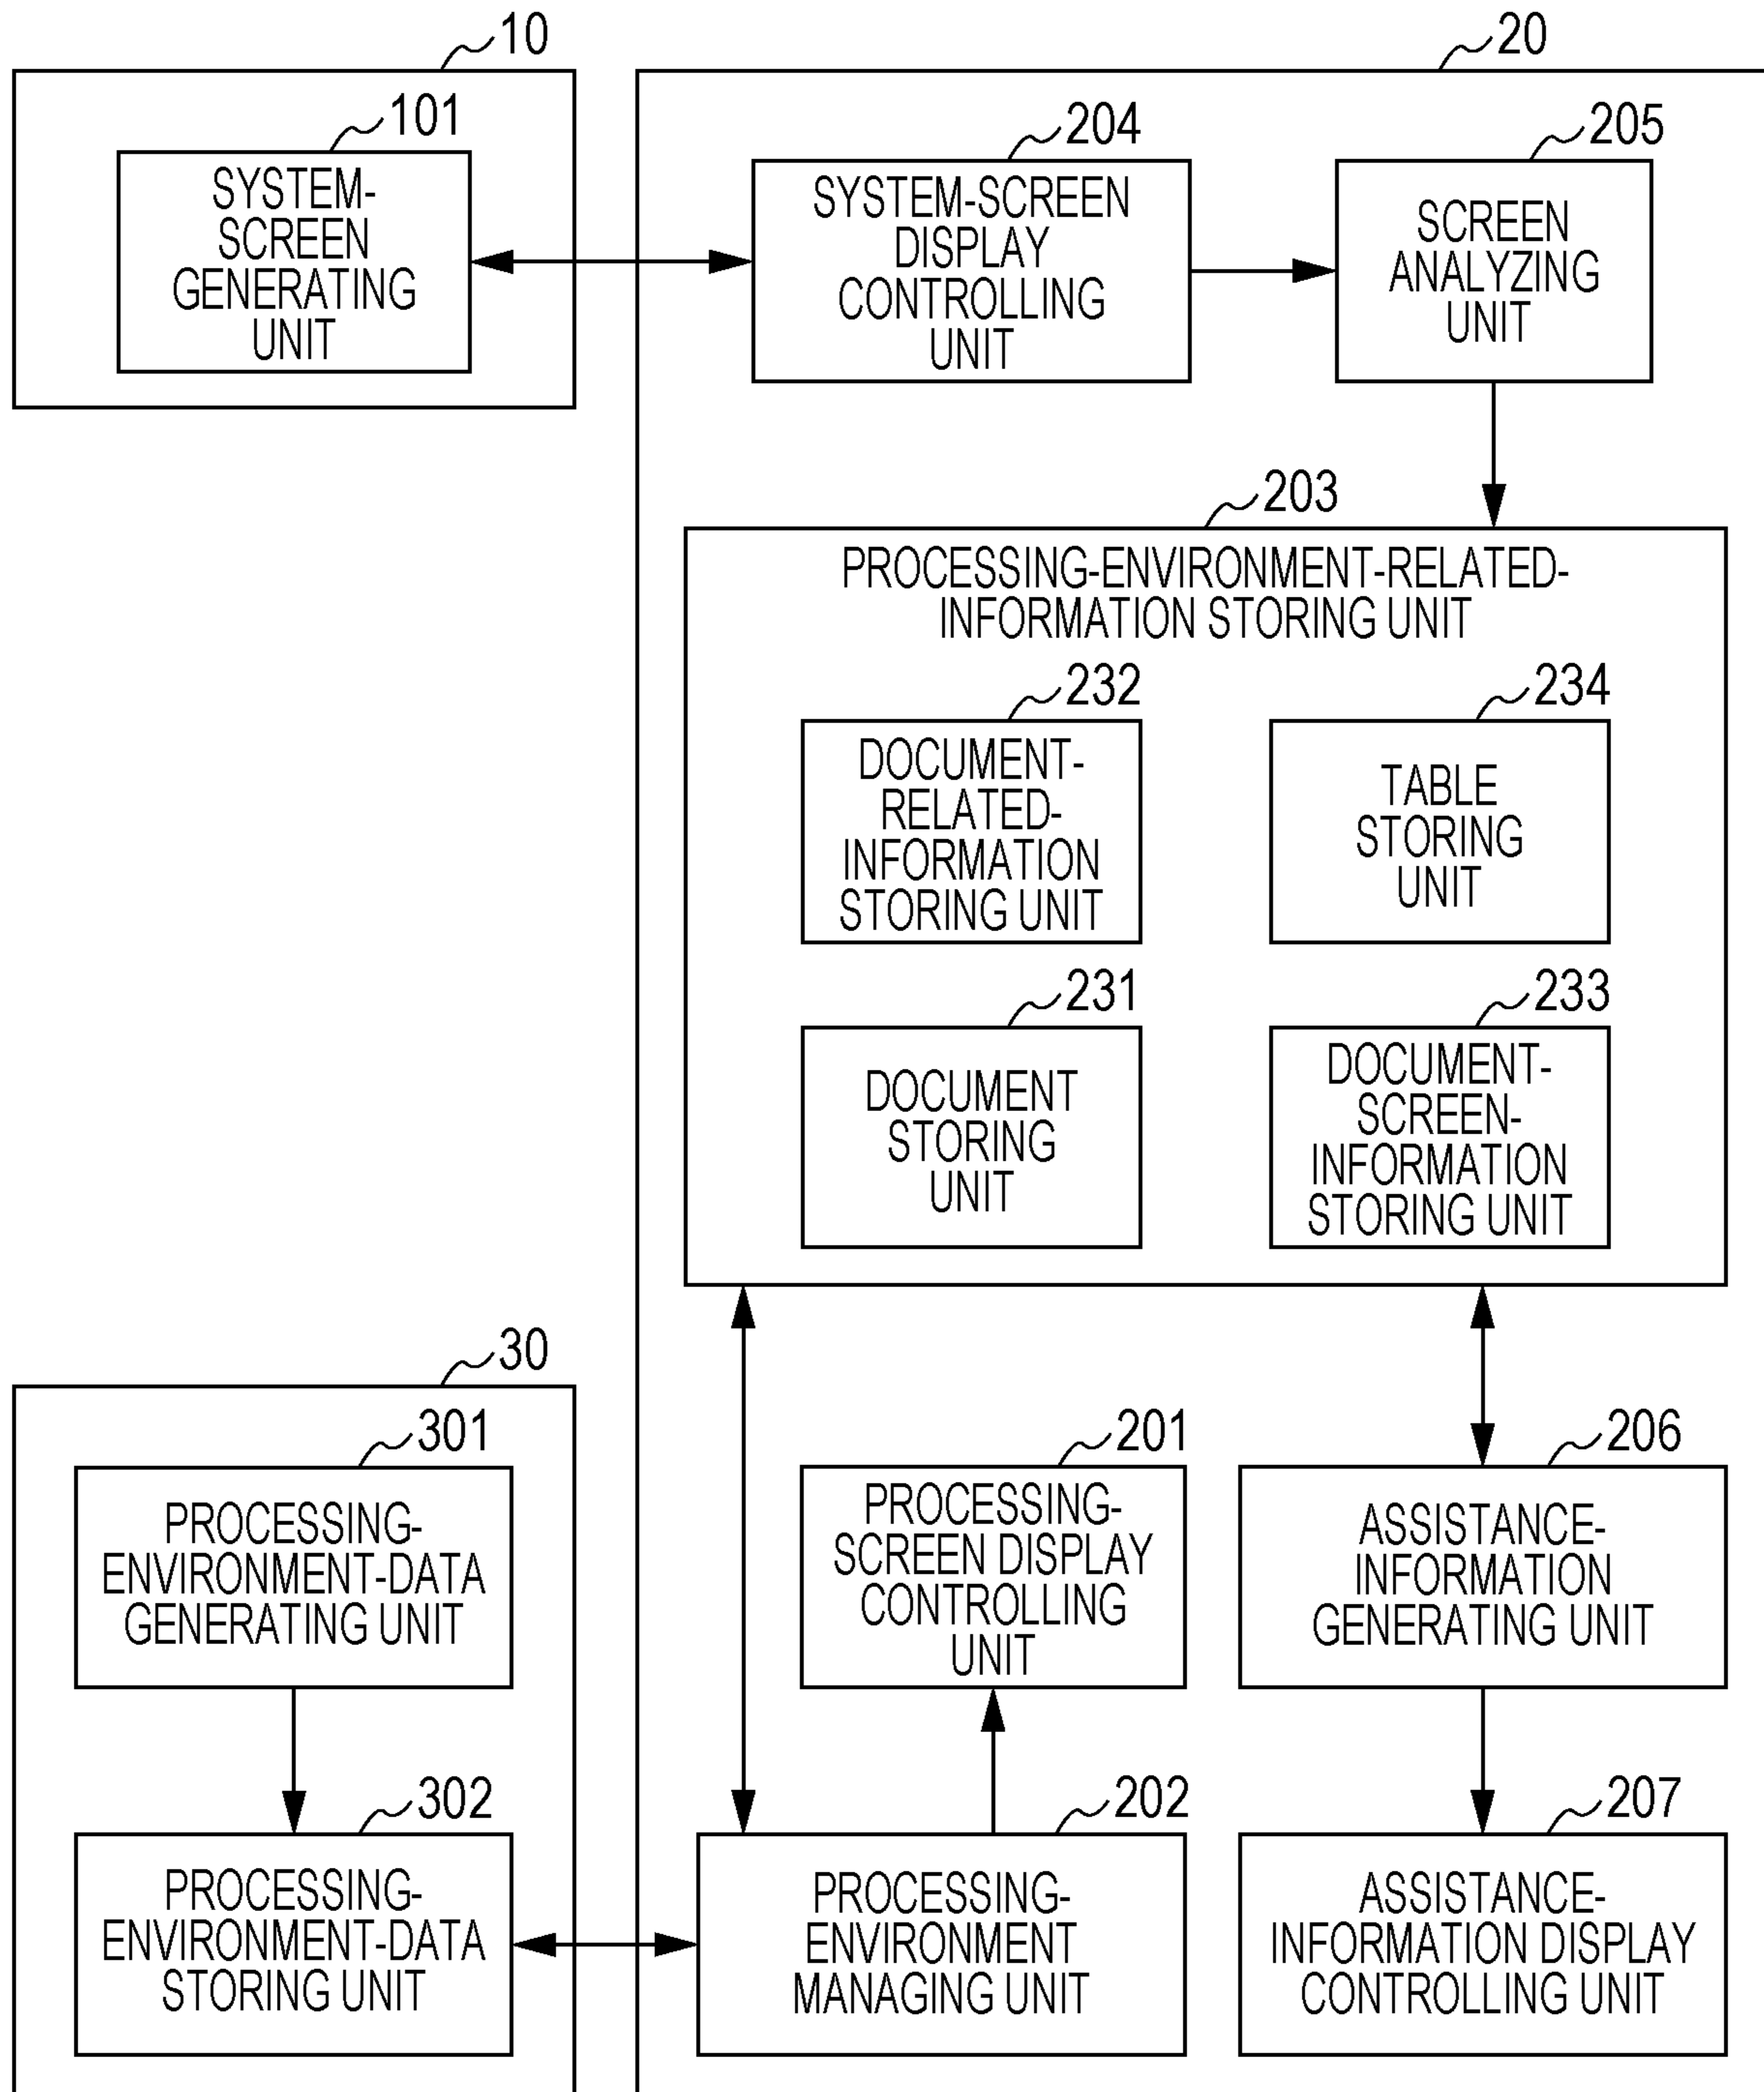 10
101
SYSTEM-
SCREEN
GENERATING
UNIT
20
204
SYSTEM-SCREEN
DISPLAY
CONTROLLING
UNIT
205
SCREEN
ANALYZING
UNIT
203
PROCESSING-ENVIRONMENT-RELATED-
INFORMATION STORING UNIT
232
DOCUMENT-
RELATED-
INFORMATION
STORING UNIT
234
TABLE
STORING
UNIT
231
DOCUMENT
STORING
UNIT
233
DOCUMENT-
SCREEN-
INFORMATION
STORING UNIT
30
301
PROCESSING-
ENVIRONMENT-DATA
GENERATING UNIT
302
PROCESSING-
ENVIRONMENT-DATA
STORING UNIT
201
PROCESSING-
SCREEN DISPLAY
CONTROLLING
UNIT
206
ASSISTANCE-
INFORMATION
GENERATING UNIT
202
PROCESSING-
ENVIRONMENT
MANAGING UNIT
207
ASSISTANCE-
INFORMATION DISPLAY
CONTROLLING UNIT